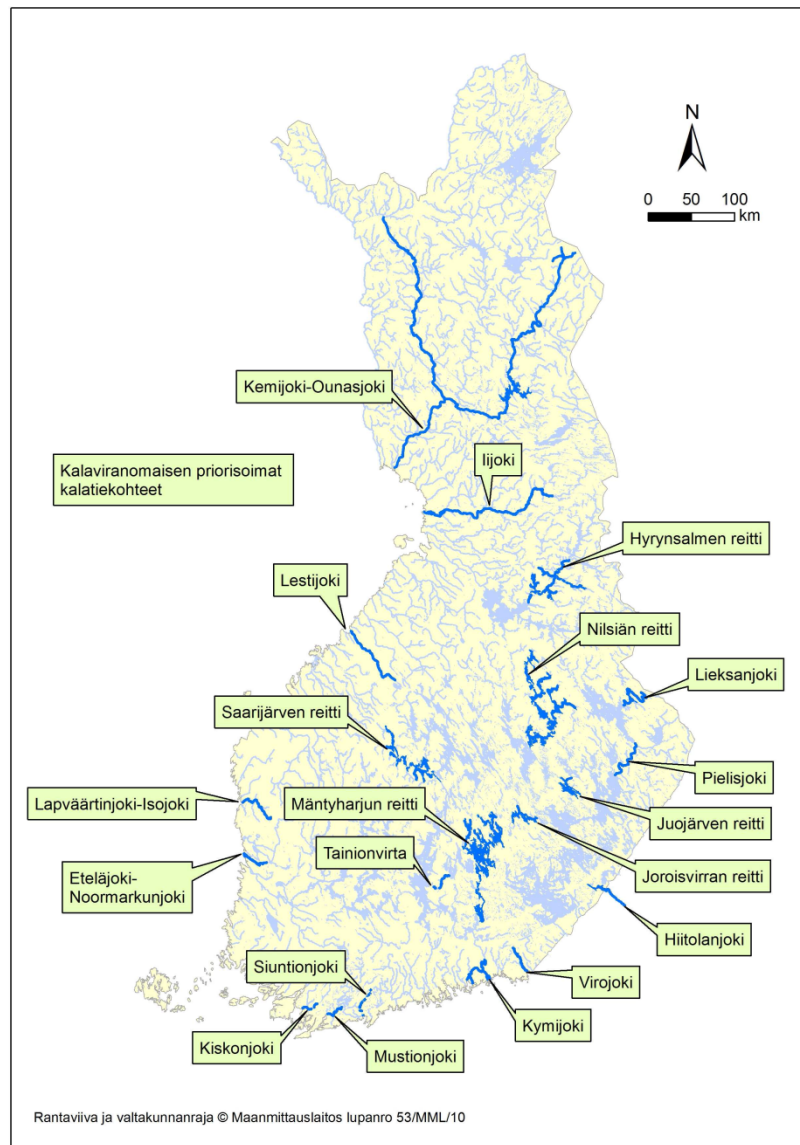 N
0 50 100
km
Kemijoki-Ounasjoki
Kalaviranomaisen priorisoimat
kalatiekohteet
Iijoki
Hyrynsalmen reitti
Lestijoki
Nilsiän reitti
Lieksanjoki
Saarijärven reitti
Pielisjoki
Lapväärtinjoki-Isojoki
Mäntyharjun reitti
Juojärven reitti
Tainionvirta
Joroisvirran reitti
Eteläjoki-
Noormarkunjoki
Hiitolanjoki
Siuntionjoki
Virojoki
Kymijoki
Kiskonjoki
Mustionjoki
Rantaviiva ja valtakunnanraja © Maanmittauslaitos lupanro 53/MML/10